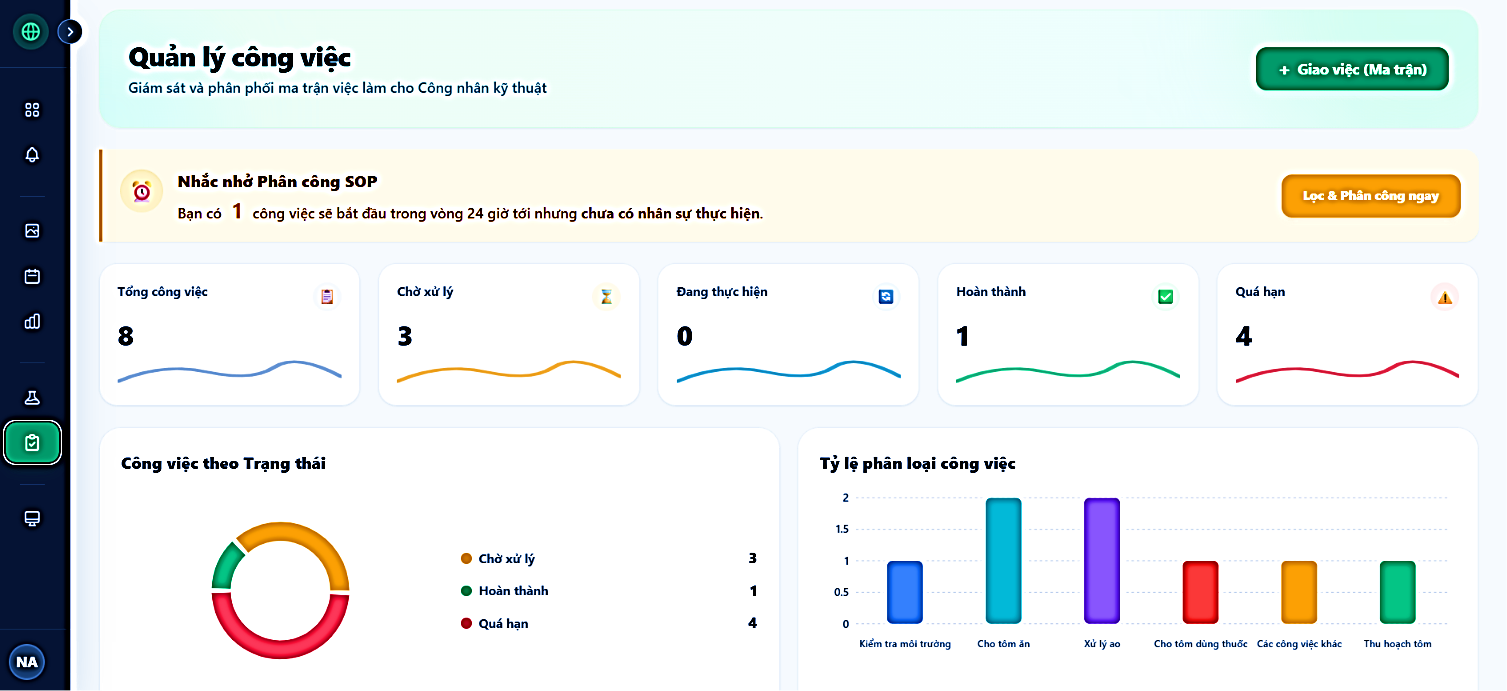 Quản lý công việc
Giám sát và phân phối ma trận việc làm cho Công nhân kỹ thuật
+ Giao việc (Ma trận)
Nhắc nhở Phân công SOP
Bạn có 1 công việc sẽ bắt đầu trong vòng 24 giờ tới nhưng chưa có nhân sự thực hiện.
Lọc & Phân công ngay
Tổng công việc
8
Chờ xử lý
3
Đang thực hiện
0
Hoàn thành
1
Quá hạn
4
Công việc theo Trạng thái
Chờ xử lý 3
Hoàn thành 1
Quá hạn 4
Tỷ lệ phân loại công việc
2
1.5
1
0.5
0
Kiểm tra môi trường
Cho tôm ăn
Xử lý ao
Cho tôm dùng thuốc
Các công việc khác
Thu hoạch tôm
NA